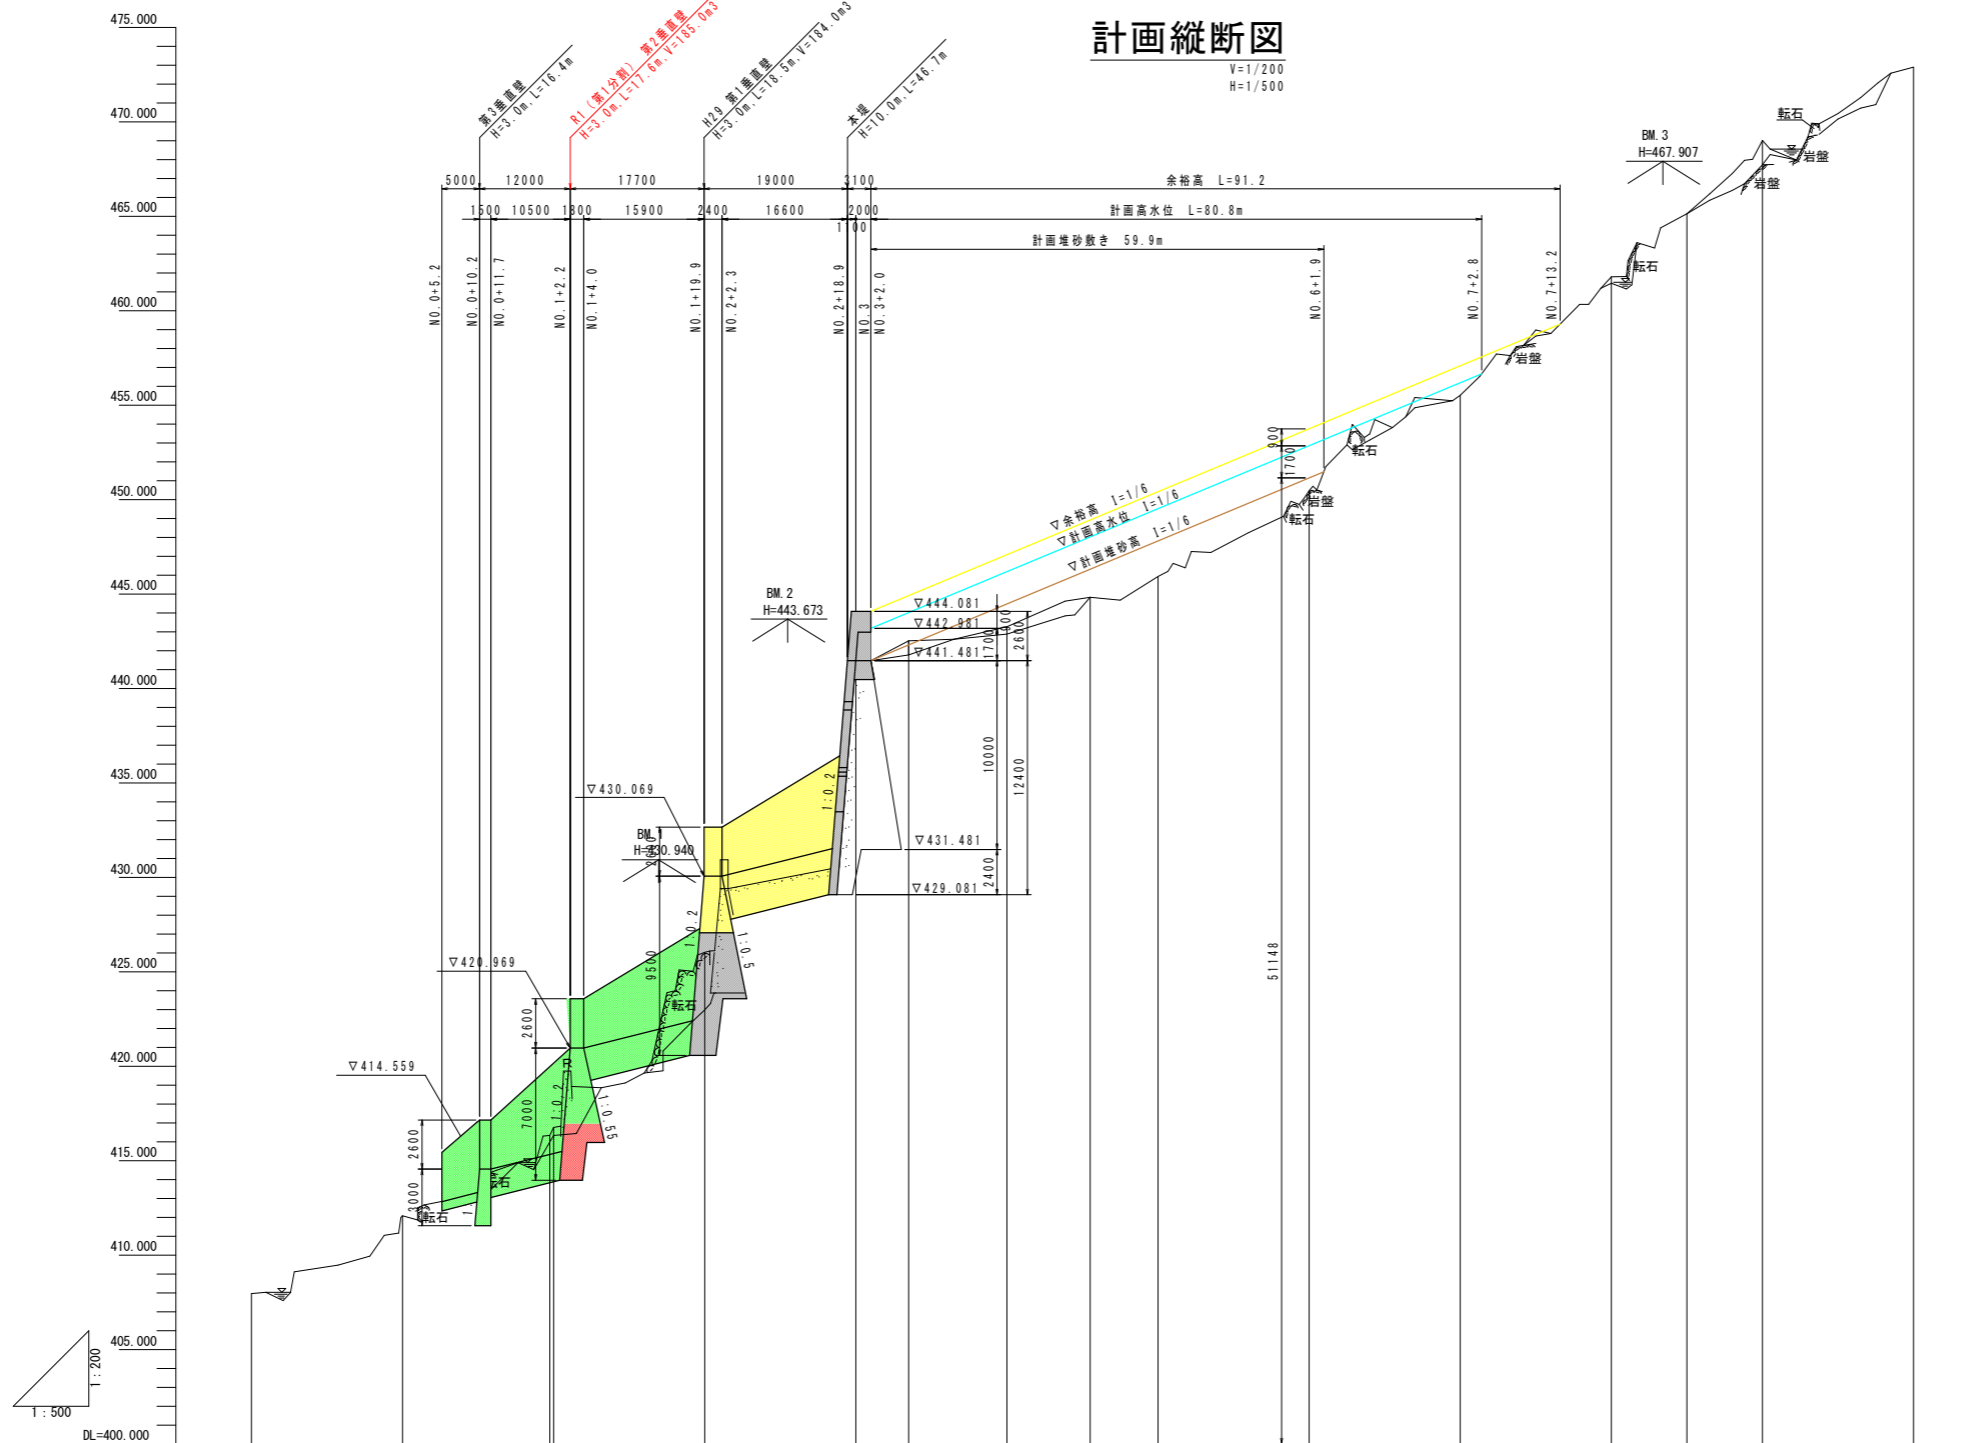 計画縦断図
V=1/200
H=1/500
475.000
470.000
465.000
460.000
455.000
450.000
445.000
440.000
435.000
430.000
425.000
420.000
415.000
410.000
405.000
DL=400.000
1:200
1:500
第3垂直壁
H=3.0m,L=16.4m
R1(第1分割) 第2垂直壁
H=3.0m,L=17.6m,V=185.0m3
H29 第1垂直壁
H=3.0m,L=18.5m,V=184.0m3
本堤
H=10.0m,L=46.7m
5000
12000
17700
19000
3100
余裕高 L=91.2
1500
10500
1800
15900
2400
16600
2000
1100
計画高水位 L=80.8m
計画堆砂敷き 59.9m
NO.0+5.2
NO.0+10.2
NO.0+11.7
NO.1+2.2
NO.1+4.0
NO.1+19.9
NO.2+2.3
NO.2+18.9
NO.3
NO.3+2.0
NO.6+1.9
NO.7+2.8
NO.7+13.2
BM.3
H=467.907
転石
岩盤
岩盤
転石
岩盤
転石
岩盤
転石
900
1700
51148
▽余裕高 I=1/6
▽計画高水位 I=1/6
▽計画堆砂高 I=1/6
BM.2
H=443.673
▽444.081
▽442.981
▽441.481
900
1700
2600
10000
12400
▽431.481
2400
▽429.081
1:0.2
▽430.069
BM.1
H=430.940
2600
9500
1:0.2
1:0.5
転石
▽420.969
2600
7000
R
1:0.2
1:0.55
▽414.559
2600
3000
転石
転石
1